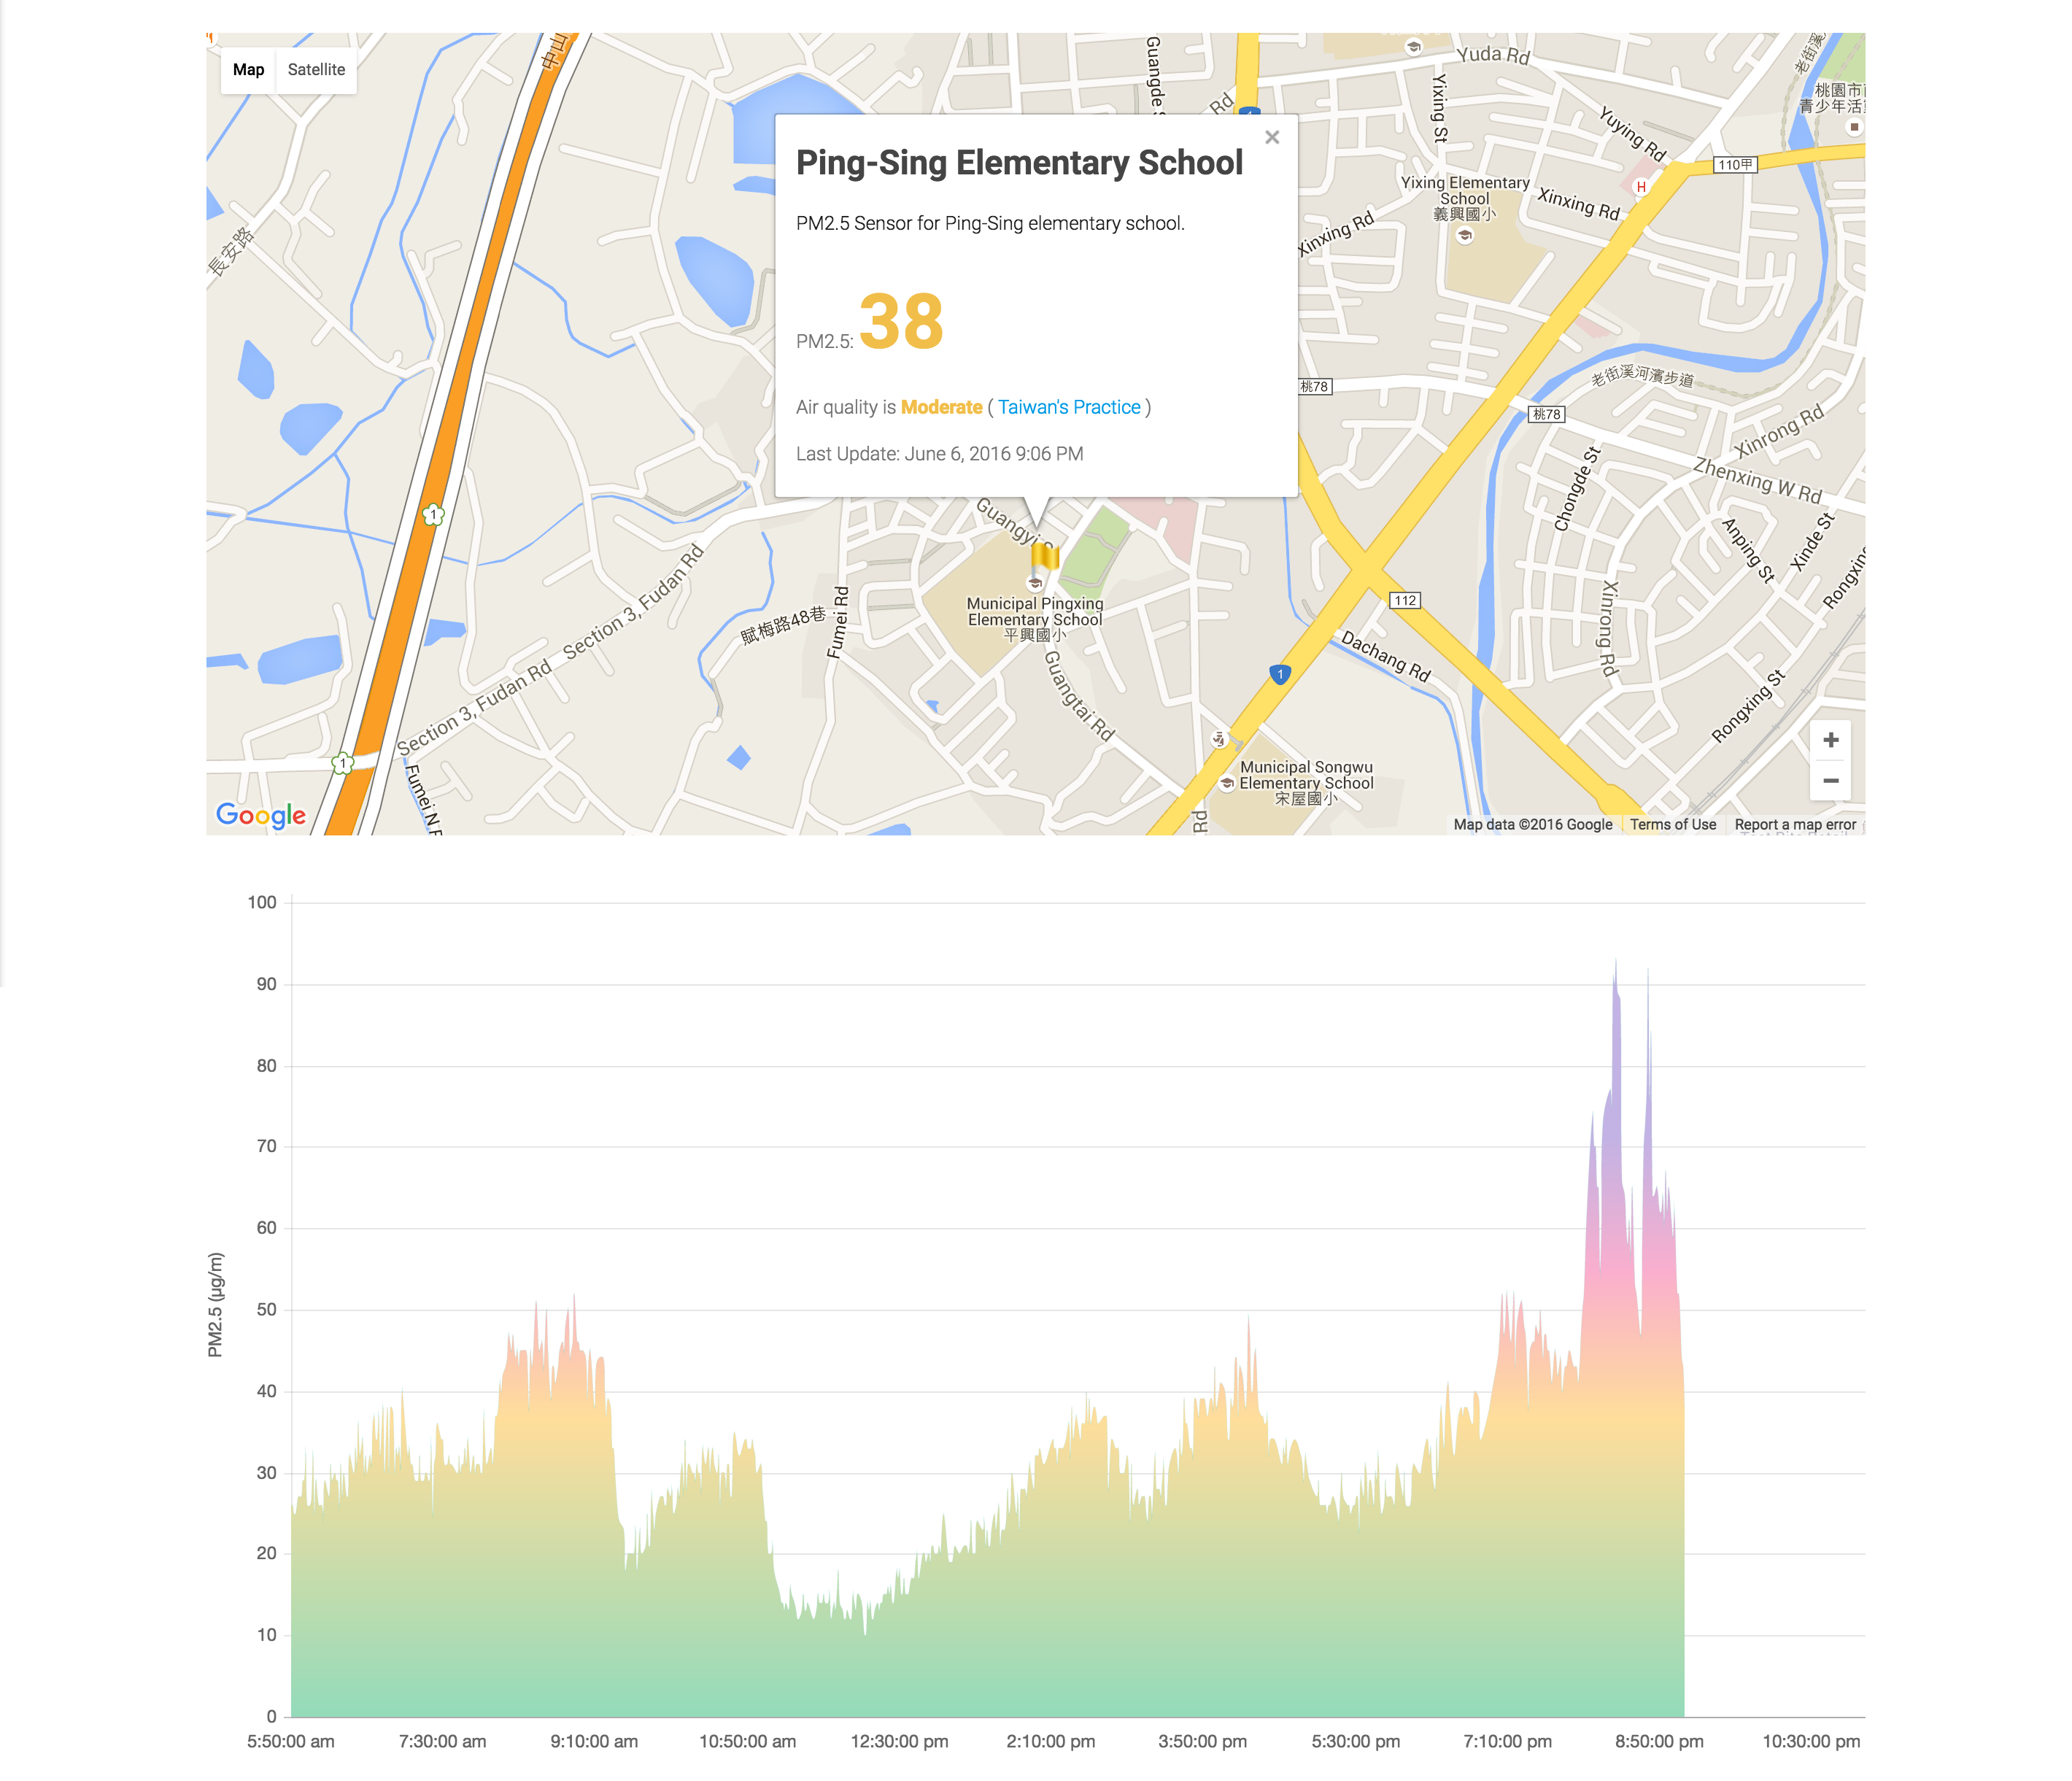 Map Satellite
中山
Guangde S
Rd
Yuda Rd
Yixing St
Yuying Rd
老街溪
桃園市
青少年活
110甲
H
Yixing Elementary
School
義興國小
Xinxing Rd
Xinxing Rd
長安路
Ping-Sing Elementary School
PM2.5 Sensor for Ping-Sing elementary school.
PM2.5: 38
Air quality is Moderate ( Taiwan's Practice )
Last Update: June 6, 2016 9:06 PM
桃78
桃78
老街溪河濱步道
Xinrong Rd
Zhenxing W Rd
Chongde St
Anping St
Xinde St
Rongxin
1
Guangyi S
Municipal Pingxing
Elementary School
平興國小
112
Section 3, Fudan Rd
Section 3, Fudan Rd
賦梅路48巷
Fumei Rd
Guangtai Rd
Dachang Rd
Xinrong Rd
Rongxing St
1
1
Fumei N
Municipal Songwu
Elementary School
宋屋國小
Rd
+
−
Google
Map data ©2016 Google Terms of Use Report a map error
PM2.5 (µg/m)
100
90
80
70
60
50
40
30
20
10
0
5:50:00 am 7:30:00 am 9:10:00 am 10:50:00 am 12:30:00 pm 2:10:00 pm 3:50:00 pm 5:30:00 pm 7:10:00 pm 8:50:00 pm 10:30:00 pm